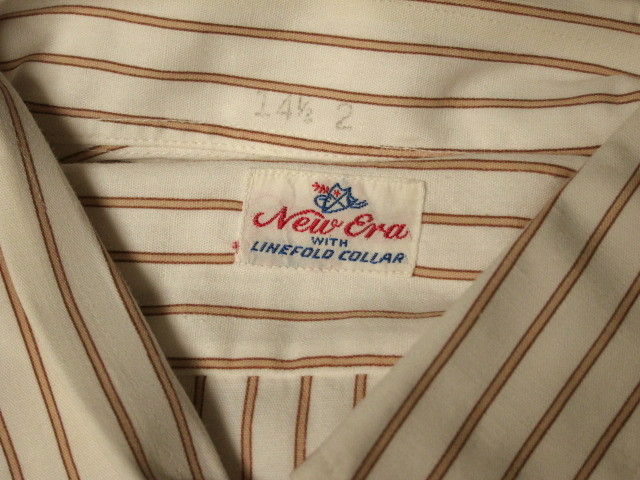 14½ 2
New Era
WITH
LINEFOLD COLLAR